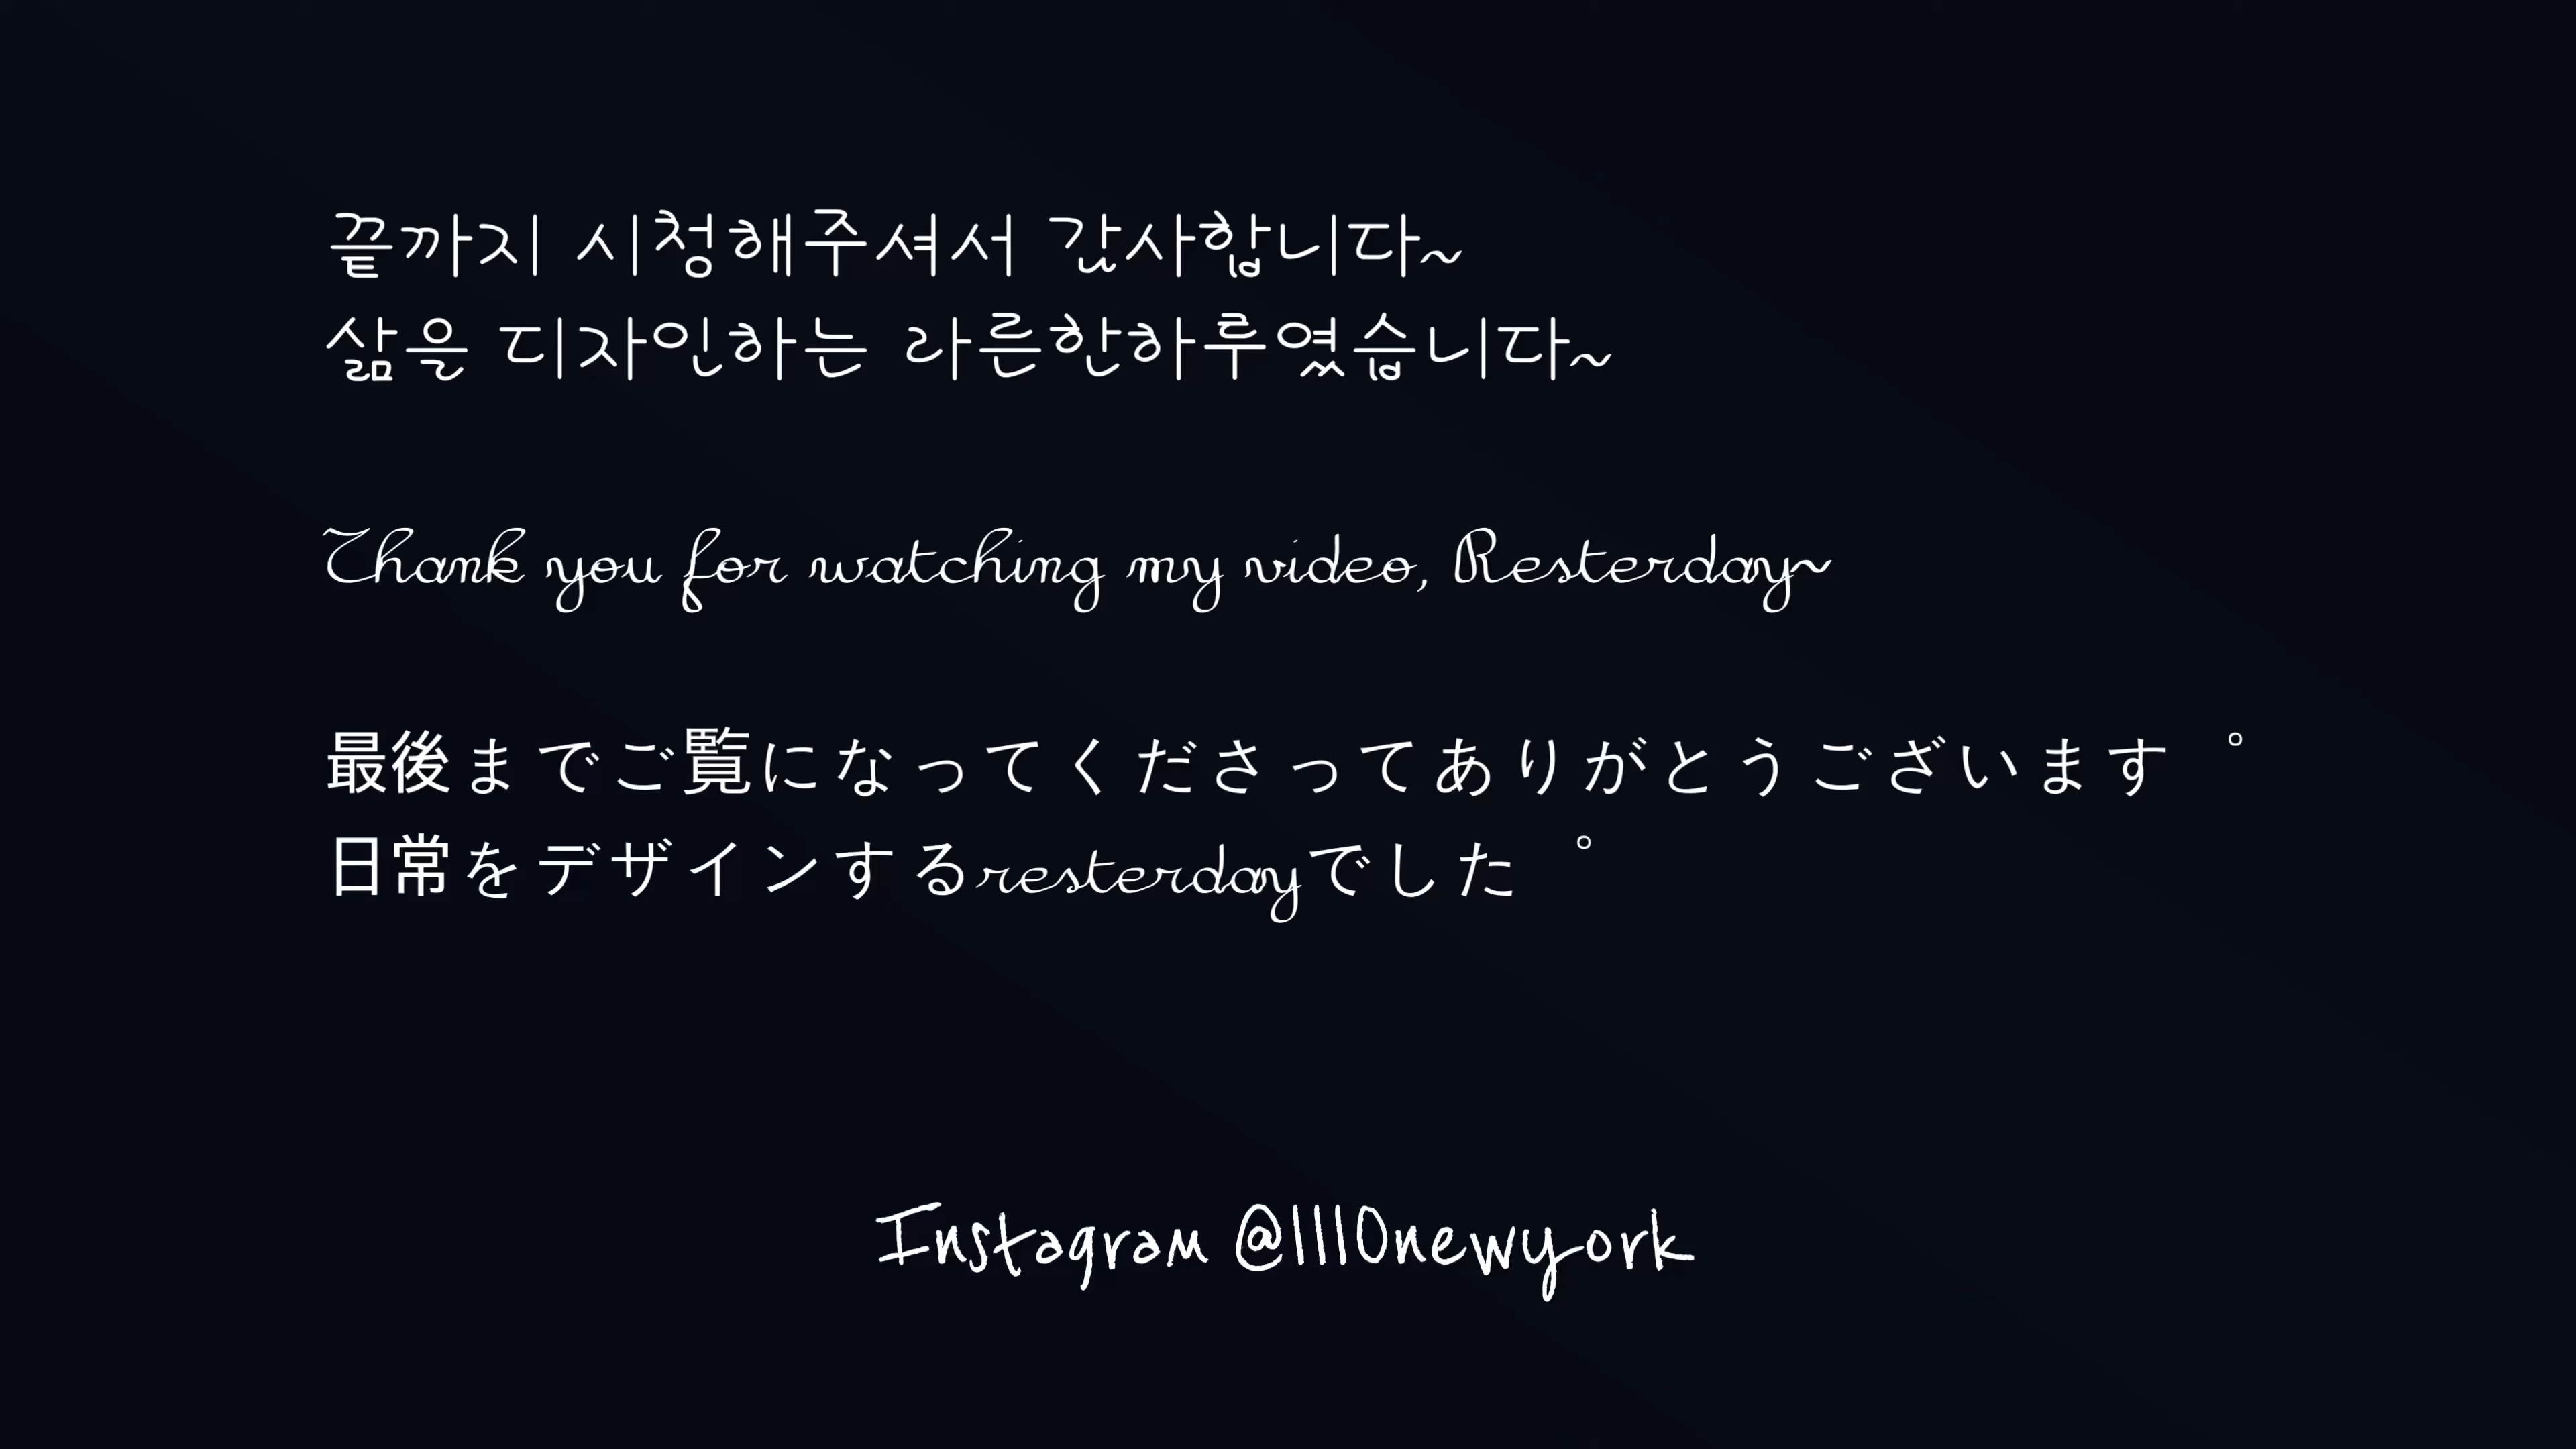 끝까지 시청해주셔서 감사합니다~
삶을 디자인하는 라른한하루였습니다~
Thank you for watching my video, Resterday~
最後までご覧になってくださってありがとうございます。
日常をデザインするresterdayでした。
Instagram @1110newyork